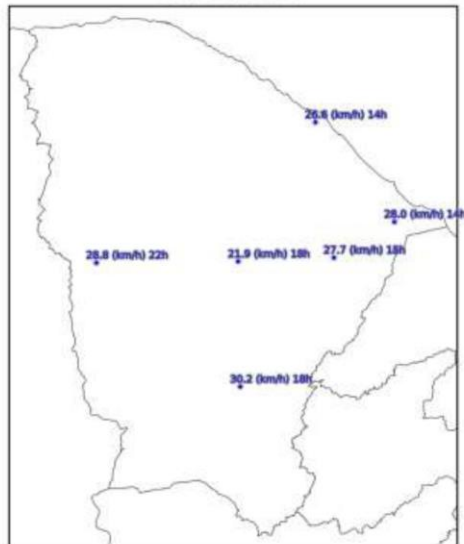 26.8 (km/h) 14h
28.0 (km/h) 14h
28.8 (km/h) 22h
21.9 (km/h) 18h
27.7 (km/h) 18h
30.2 (km/h) 18h